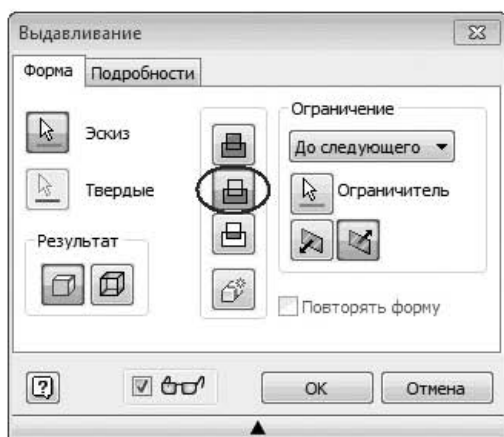 Выдавливание
Форма Подробности
Эскиз
Твердые
Результат
Ограничение
До следующего
Ограничитель
Повторять форму
?
OK Отмена